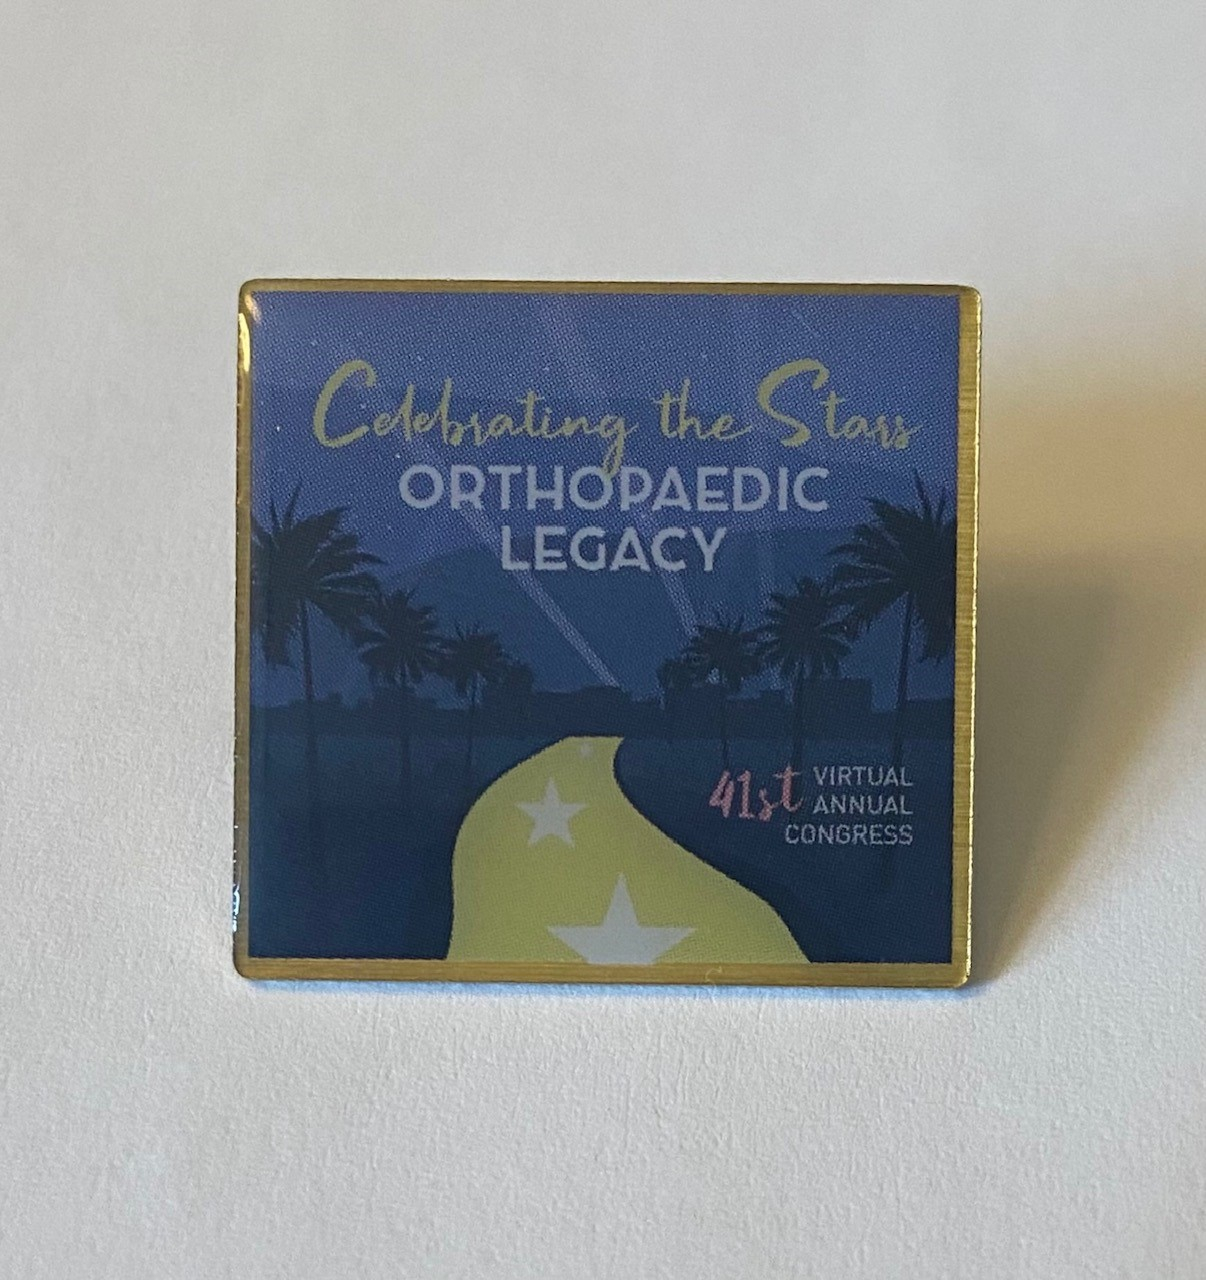 Celebrating the Stars
ORTHOPAEDIC
LEGACY
41st VIRTUAL
ANNUAL
CONGRESS